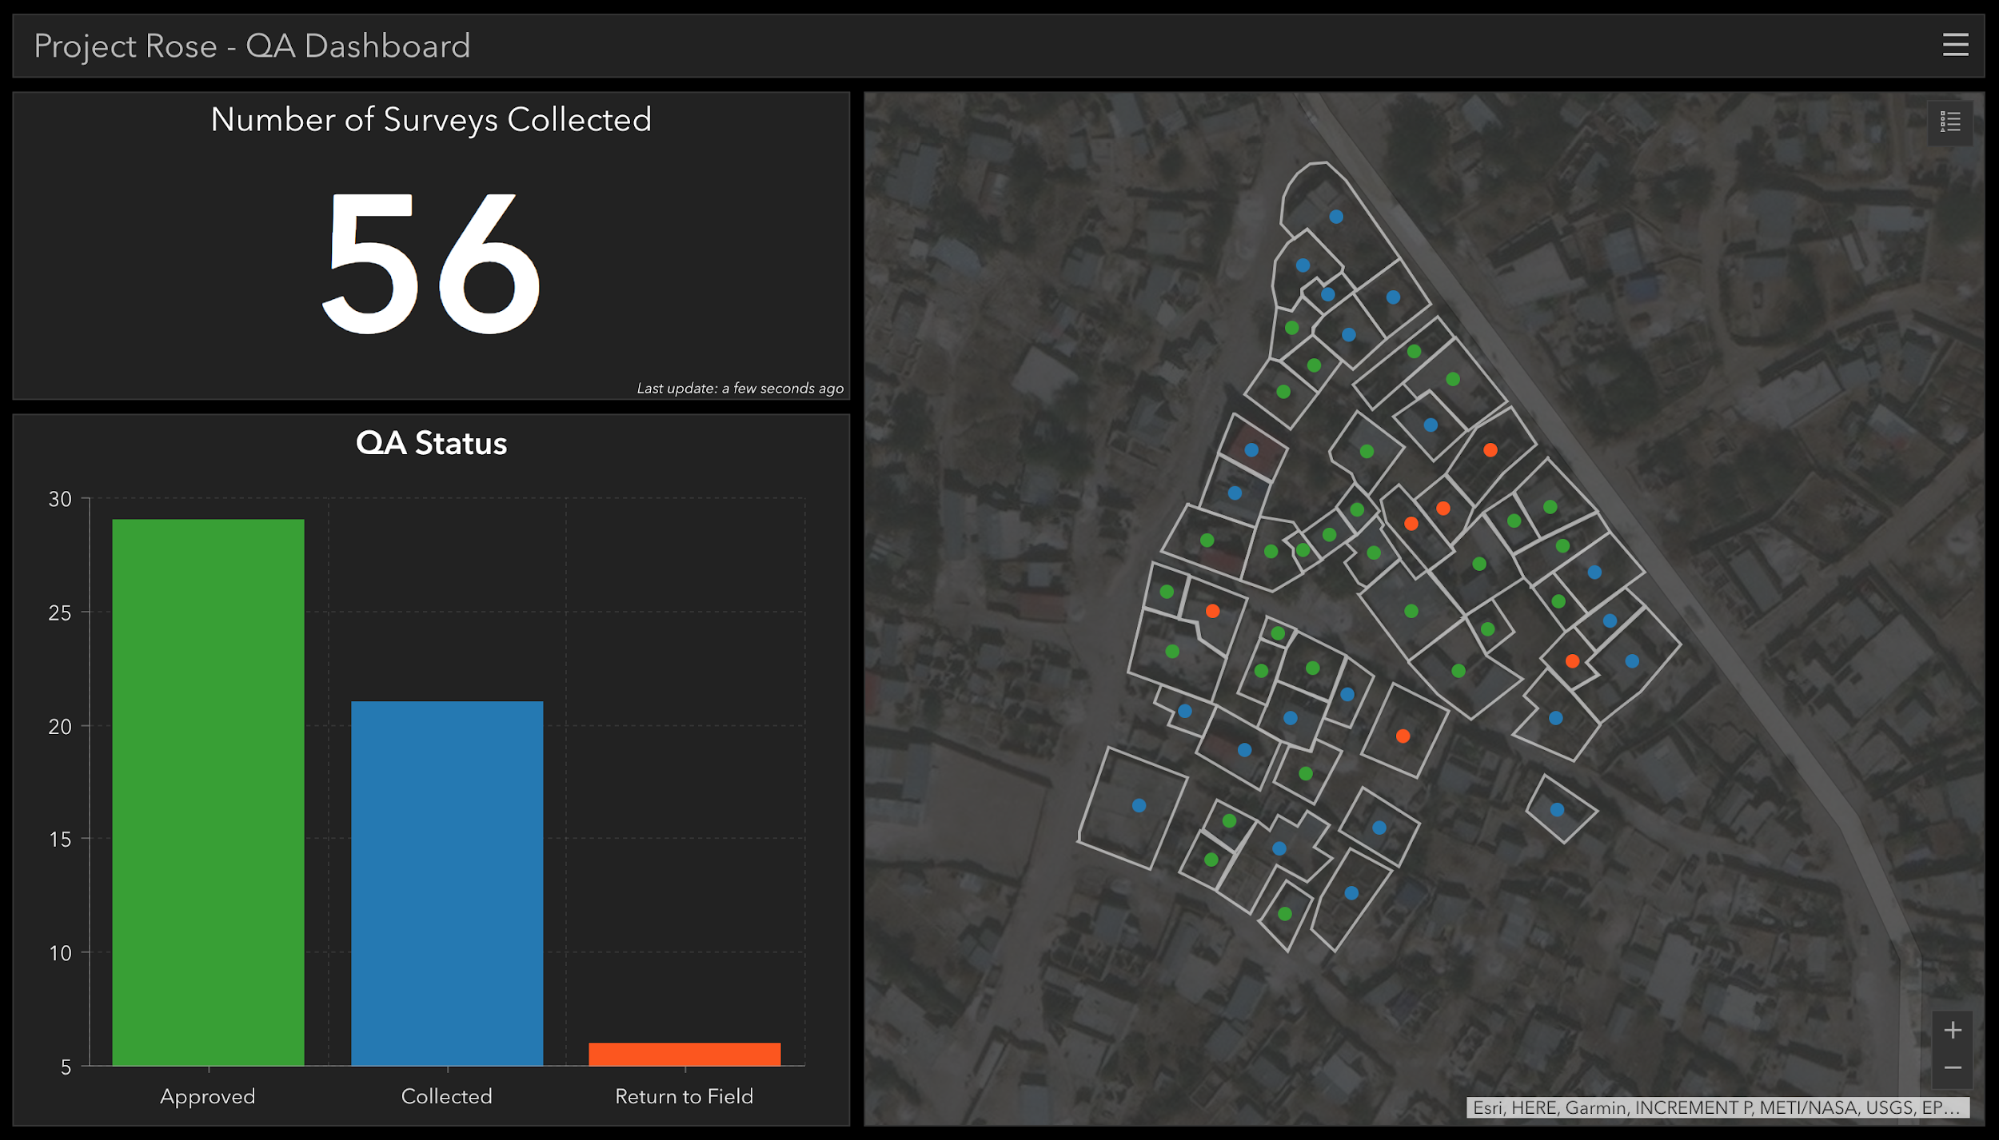 Project Rose - QA Dashboard
Number of Surveys Collected
56
Last update: a few seconds ago
QA Status
30
25
20
15
10
5
Approved
Collected
Return to Field
+
−
Esri, HERE, Garmin, INCREMENT P, METI/NASA, USGS, EP...